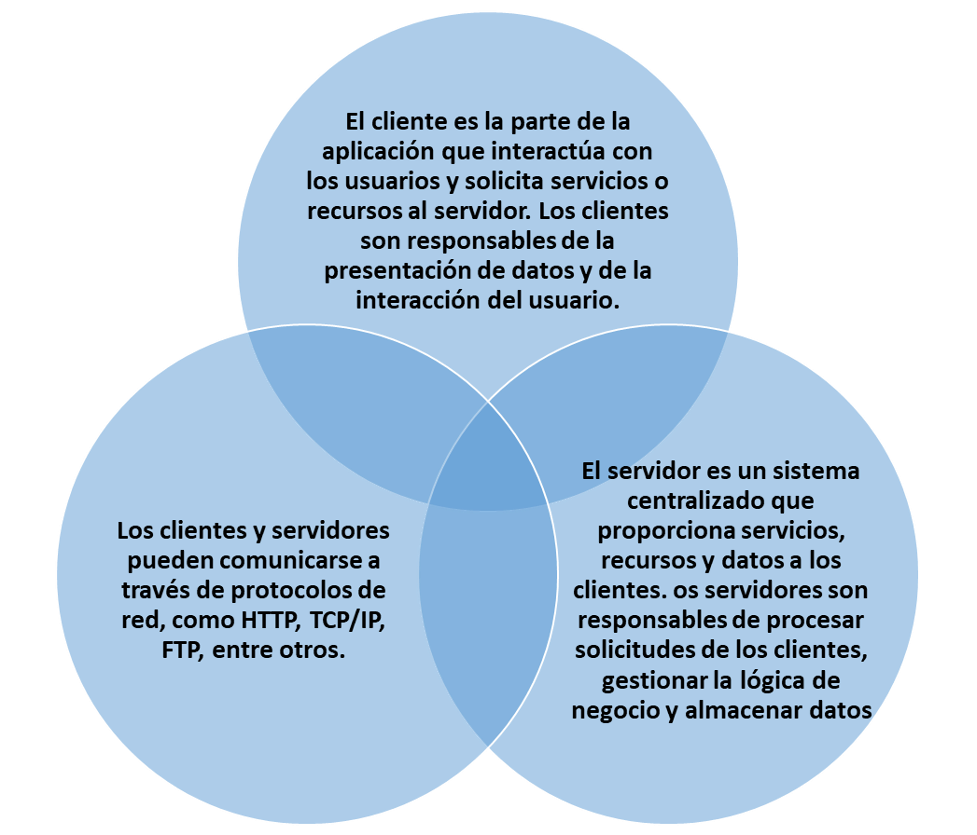 El cliente es la parte de la
aplicación que interactúa con
los usuarios y solicita servicios o
recursos al servidor. Los clientes
son responsables de la
presentación de datos y de la
interacción del usuario.
Los clientes y servidores
pueden comunicarse a
través de protocolos de
red, como HTTP, TCP/IP,
FTP, entre otros.
El servidor es un sistema
centralizado que
proporciona servicios,
recursos y datos a los
clientes. os servidores son
responsables de procesar
solicitudes de los clientes,
gestionar la lógica de
negocio y almacenar datos